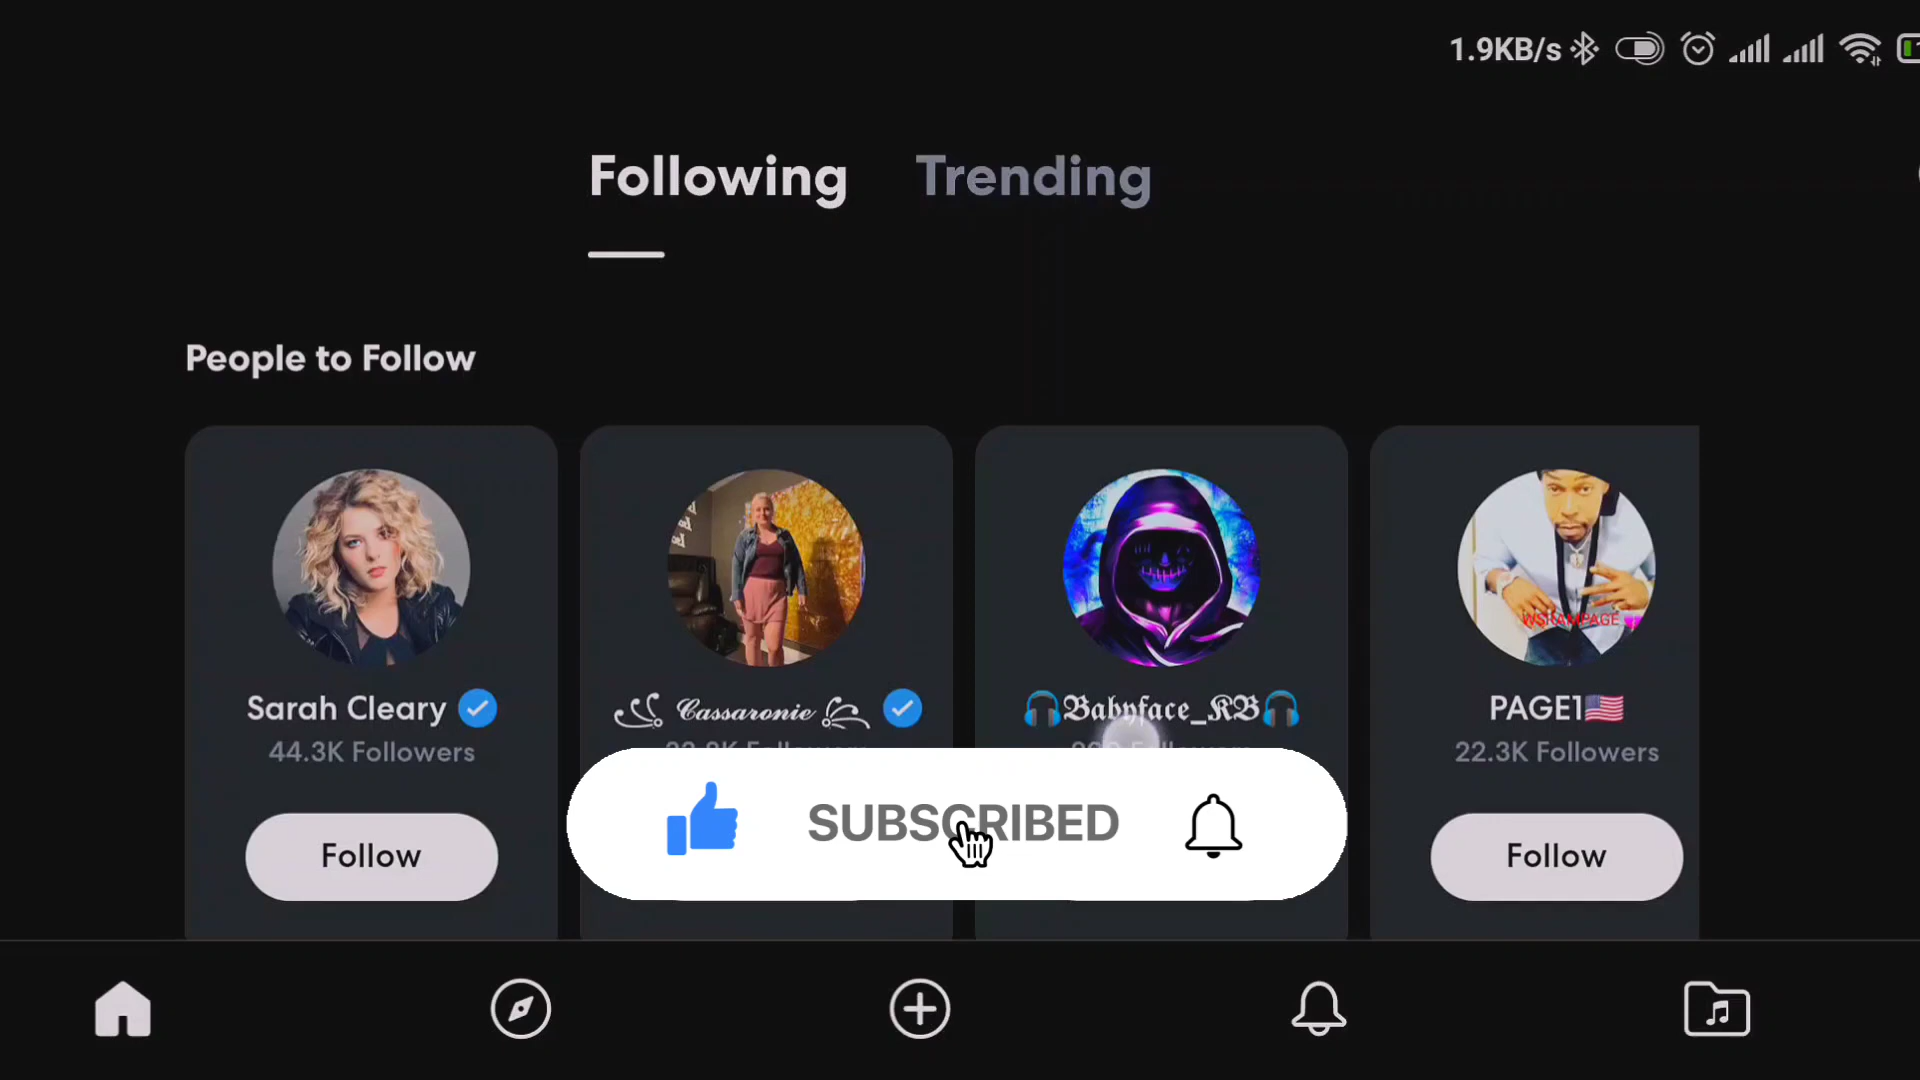 1.9KB/s
Following Trending
People to Follow
Sarah Cleary
44.3K Followers
Follow
𝒞𝒶𝓈𝓈𝒶𝓇𝑜𝓃𝒾𝑒
🎧𝕭𝖆𝖇𝖞𝖋𝖆𝖈𝖊_𝕶𝕭🎧
PAGE1🇺🇸
22.3K Followers
Follow
SUBSCRIBED
WSRAMPAGE